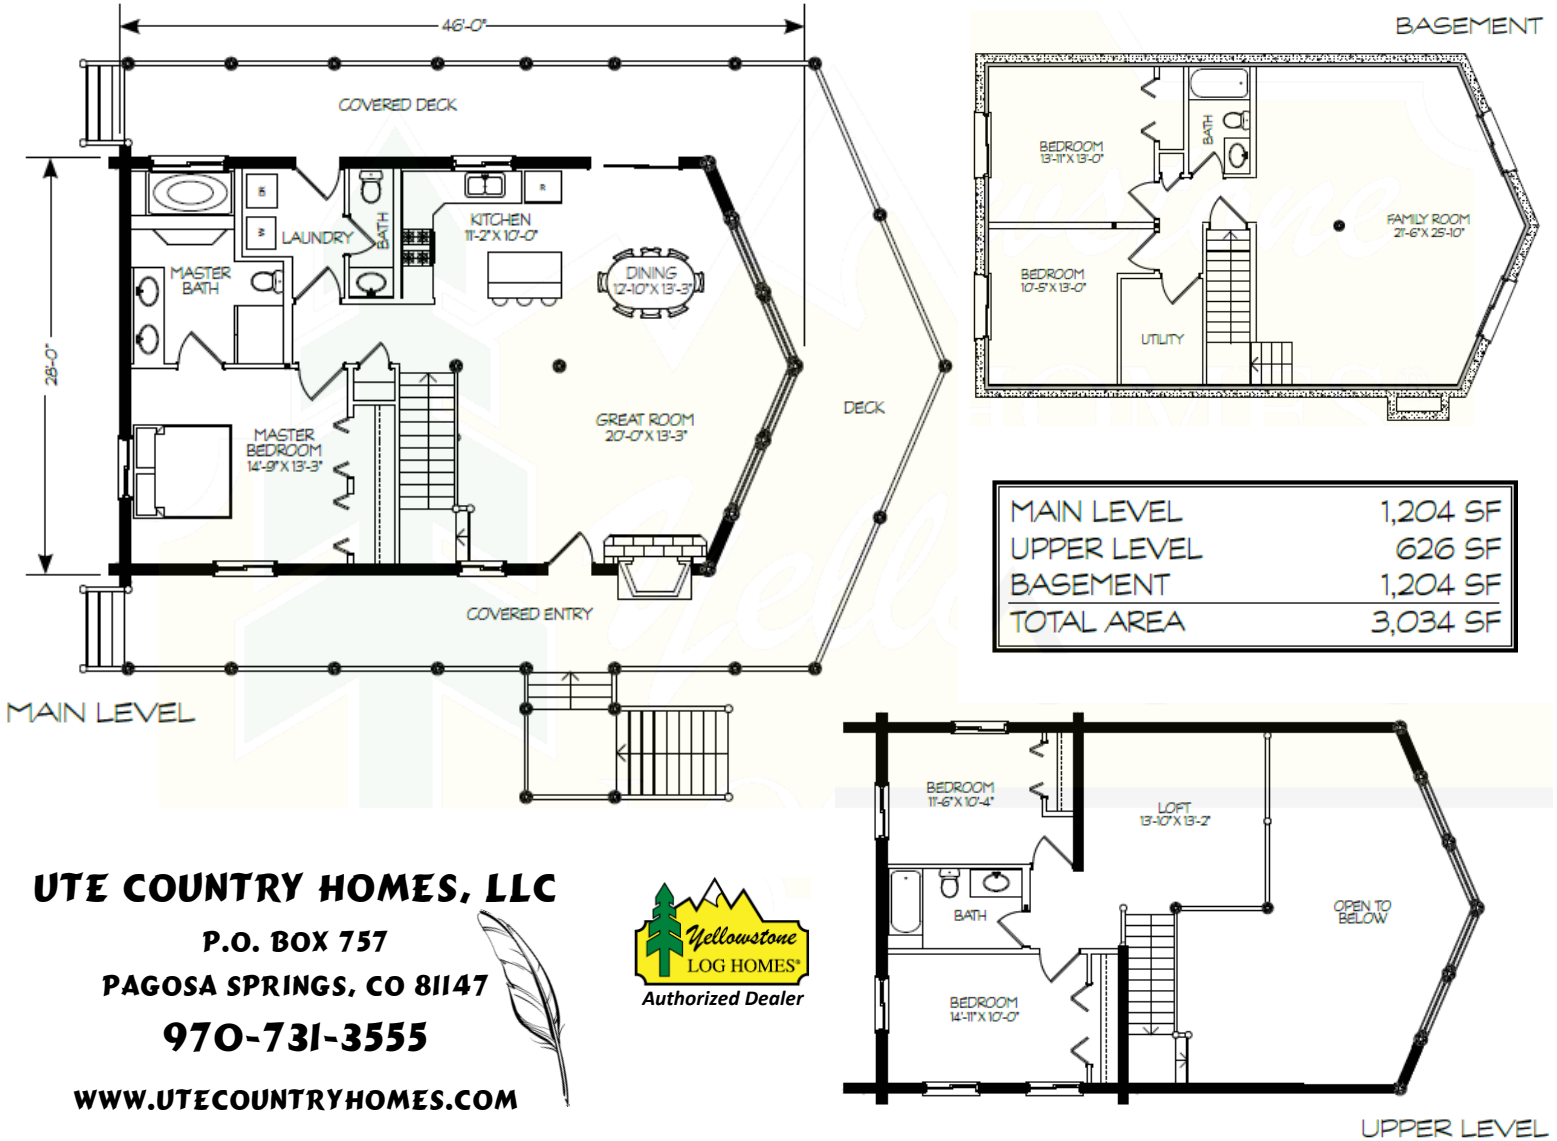 46'-0"
COVERED DECK
28'-0"
DR
W
LAUNDRY
BATH
KITCHEN
11'-2" X 10'-0"
MASTER
BATH
DINING
12'-10" X 13'-3"
GREAT ROOM
20'-0" X 13'-3"
DECK
MASTER
BEDROOM
14'-9" X 13'-3"
COVERED ENTRY
MAIN LEVEL
BASEMENT
BEDROOM
13'-11" X 13'-0"
BATH
FAMILY ROOM
21'-6" X 25'-10"
BEDROOM
10'-5" X 13'-0"
UTILITY
MAIN LEVEL 1,204 SF
UPPER LEVEL 626 SF
BASEMENT 1,204 SF
TOTAL AREA 3,034 SF
BEDROOM
11'-6" X 10'-4"
LOFT
13'-10" X 13'-2"
BATH
OPEN TO
BELOW
BEDROOM
14'-11" X 10'-0"
UPPER LEVEL
UTE COUNTRY HOMES, LLC
P.O. BOX 757
PAGOSA SPRINGS, CO 81147
970-731-3555
WWW.UTECOUNTRYHOMES.COM
Yellowstone
LOG HOMES®
Authorized Dealer